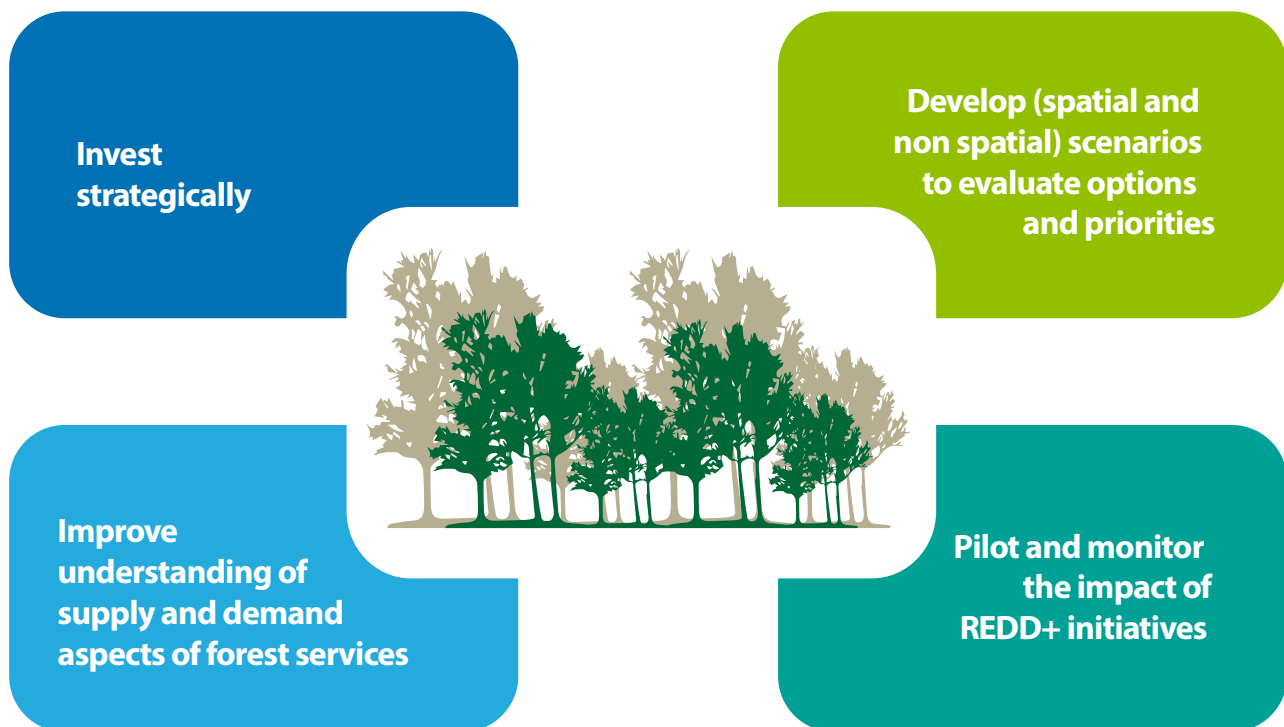 Invest
strategically
Develop (spatial and
non spatial) scenarios
to evaluate options
and priorities
Improve
understanding of
supply and demand
aspects of forest services
Pilot and monitor
the impact of
REDD+ initiatives